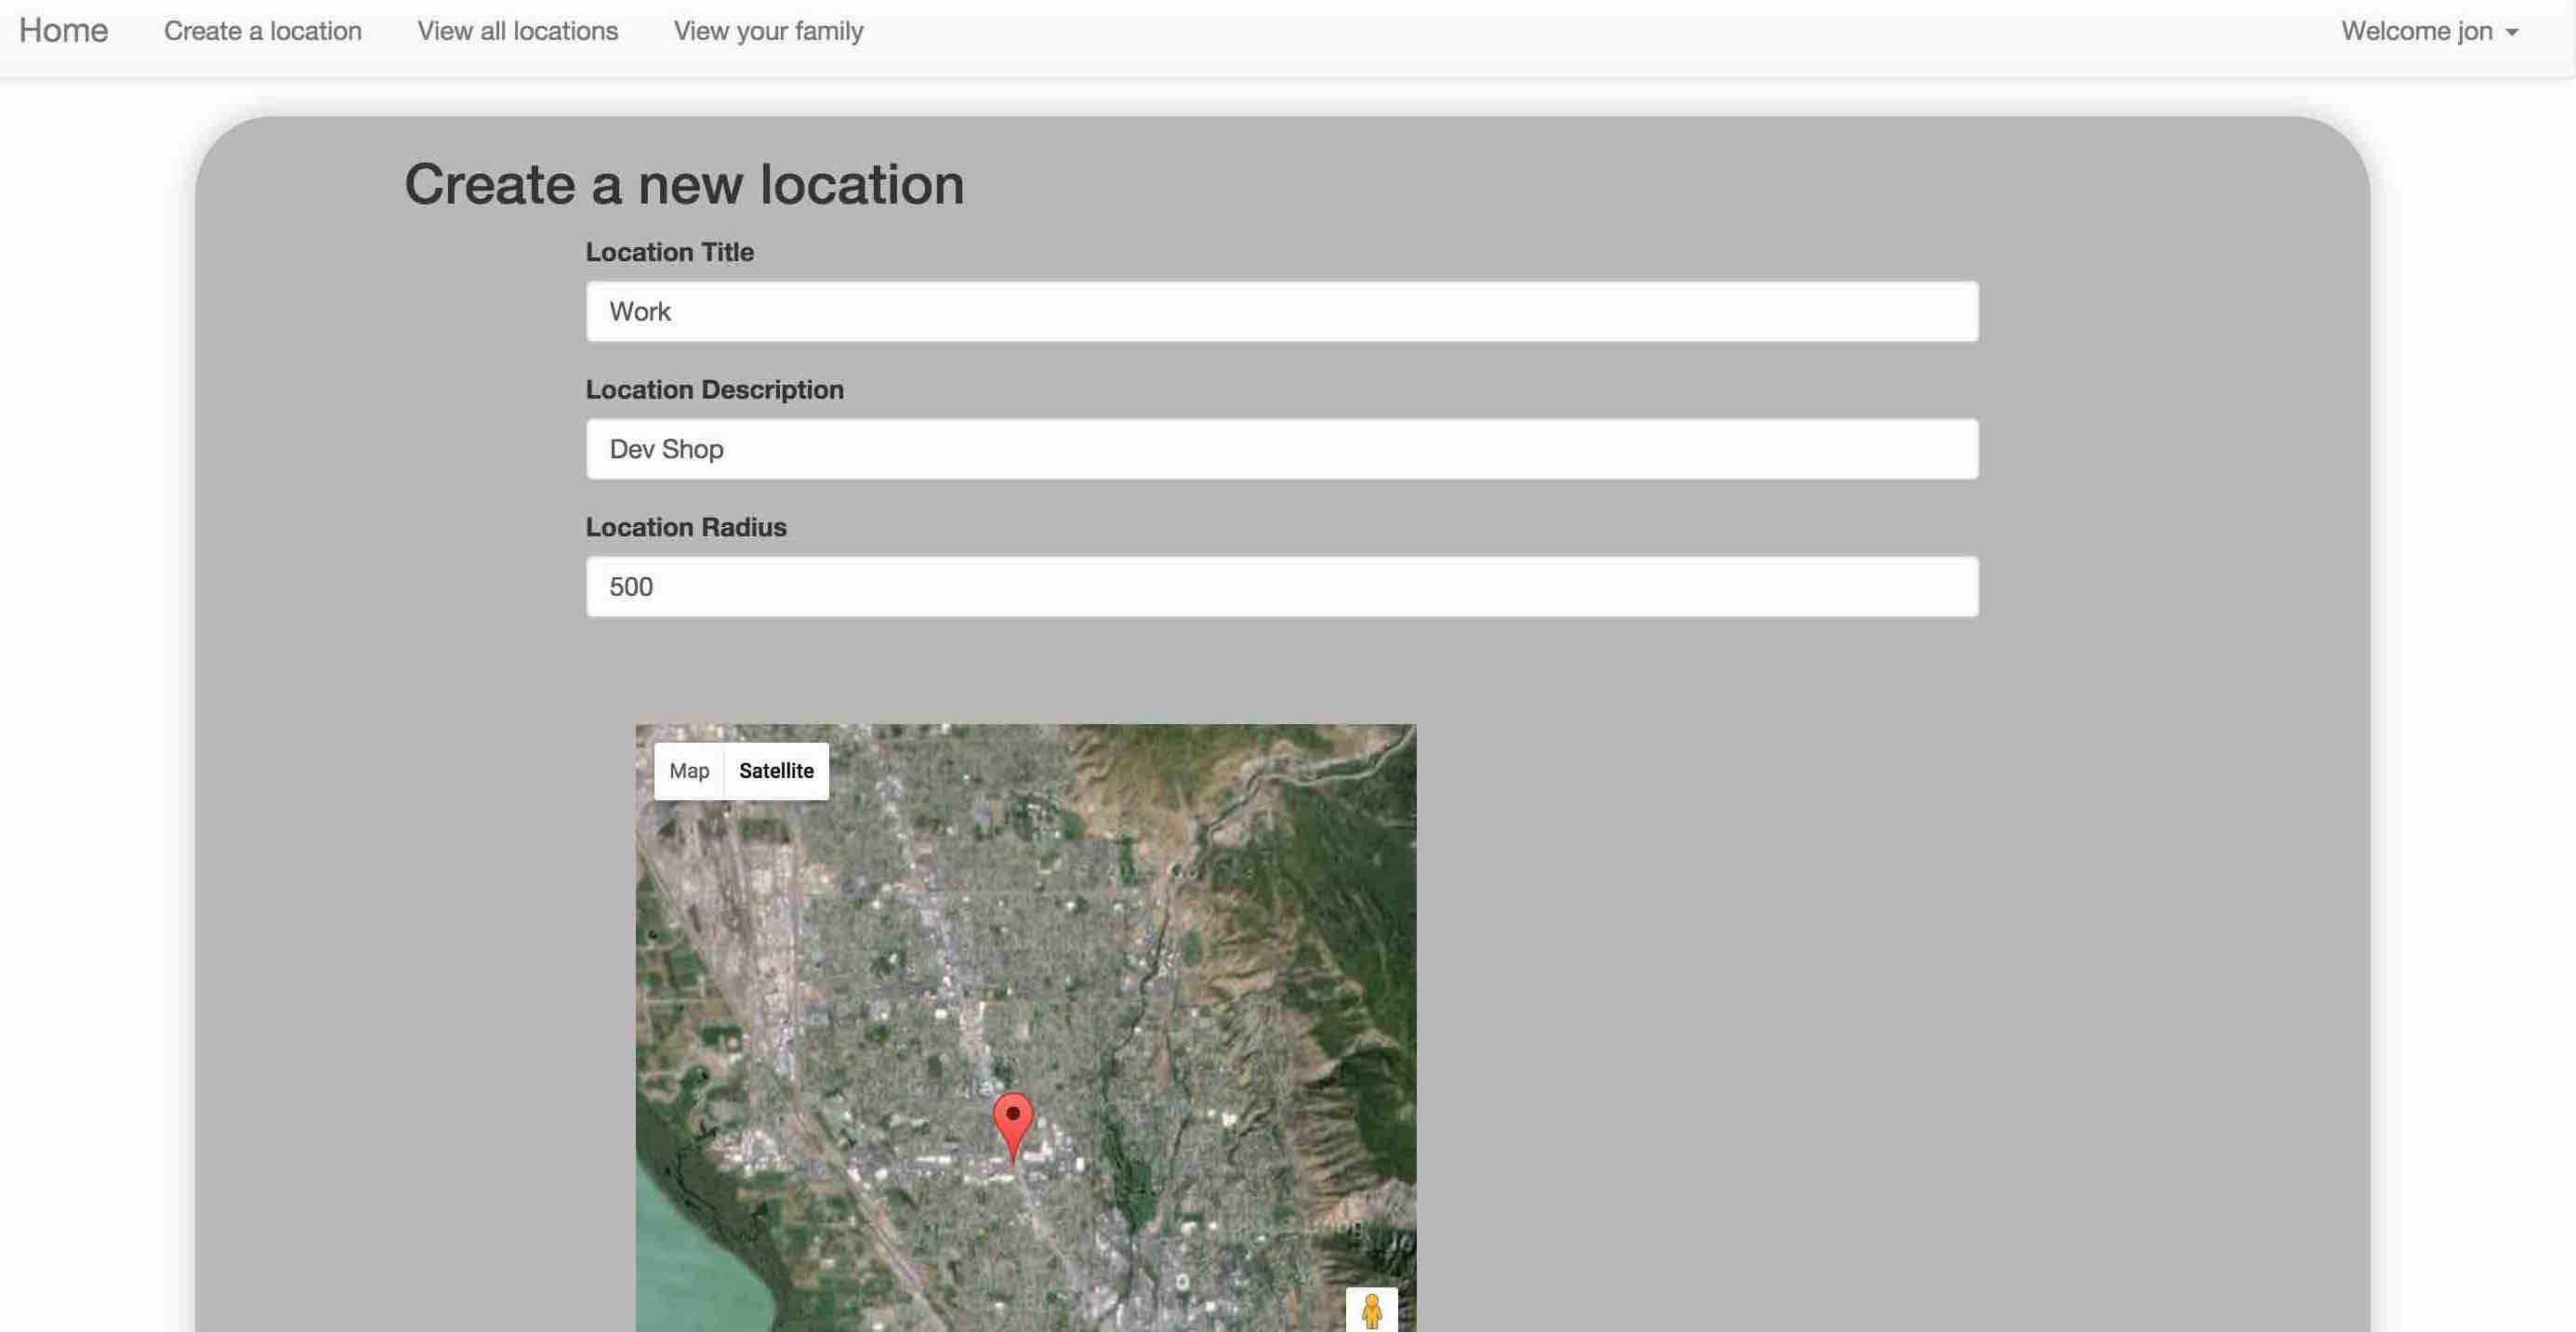 Home Create a location View all locations View your family Welcome jon
Create a new location
Location Title
Work
Location Description
Dev Shop
Location Radius
500
Map Satellite